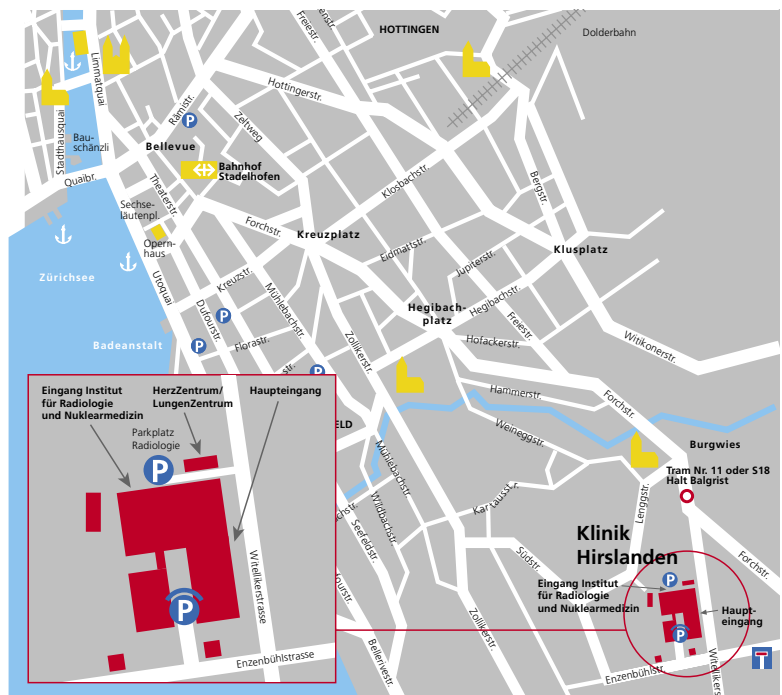 HOTTINGEN
Dolderbahn
Freiestr.
Limmatquai
Stadthausquai
Hottingerstr.
Rämistr.
Zeltweg
Bau-
schänzli
Bellevue
Bahnhof
Stadelhofen
Quaibr.
Theaterstr.
Klosbachstr.
Bergstr.
Sechse-
läutenpl.
Forchstr.
Kreuzplatz
Eidmattstr.
Klusplatz
Opern-
haus
Jupiterstr.
Zürichsee
Utoquai
Kreuzstr.
Mühlebachstr.
Hegibachstr.
Hegibach-
platz
Dufourstr.
P
Freiestr.
Badeanstalt
P
Florastr.
Zollikerstr.
Hofackerstr.
Witikonerstr.
str.
P
Hammerstr.
Forchstr.
Eingang Institut
für Radiologie
und Nuklearmedizin
HerzZentrum/
LungenZentrum
Haupteingang
Parkplatz
Radiologie
P
P
Witellikerstrasse
Enzenbühlstrasse
ELD
Weineggstr.
Burgwies
Mühlebachstr.
Tram Nr. 11 oder S18
Halt Balgrist
Lenggstr.
Wildbachstr.
Kartausstr.
Seefeldstr.
Südstr.
Klinik
Hirslanden
Forchstr.
Eingang Institut
für Radiologie
und Nuklearmedizin
P
P
Haupt-
eingang
Zollikerstr.
Bellerivestr.
Enzenbühlstr.
Witellikerstr.
P